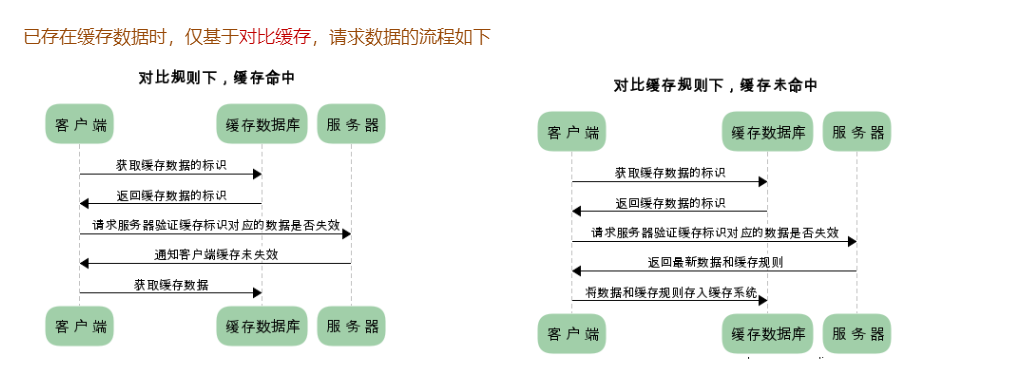 已存在缓存数据时，仅基于对比缓存，请求数据的流程如下
对比规则下，缓存命中
客户端
缓存数据库
服务器
获取缓存数据的标识
返回缓存数据的标识
请求服务器验证缓存标识对应的数据是否失效
通知客户端缓存未失效
获取缓存数据
客户端
缓存数据库
服务器
对比缓存规则下，缓存未命中
客户端
缓存数据库
服务器
获取缓存数据的标识
返回缓存数据的标识
请求服务器验证缓存标识对应的数据是否失效
返回最新数据和缓存规则
将数据和缓存规则存入缓存系统
客户端
缓存数据库
服务器